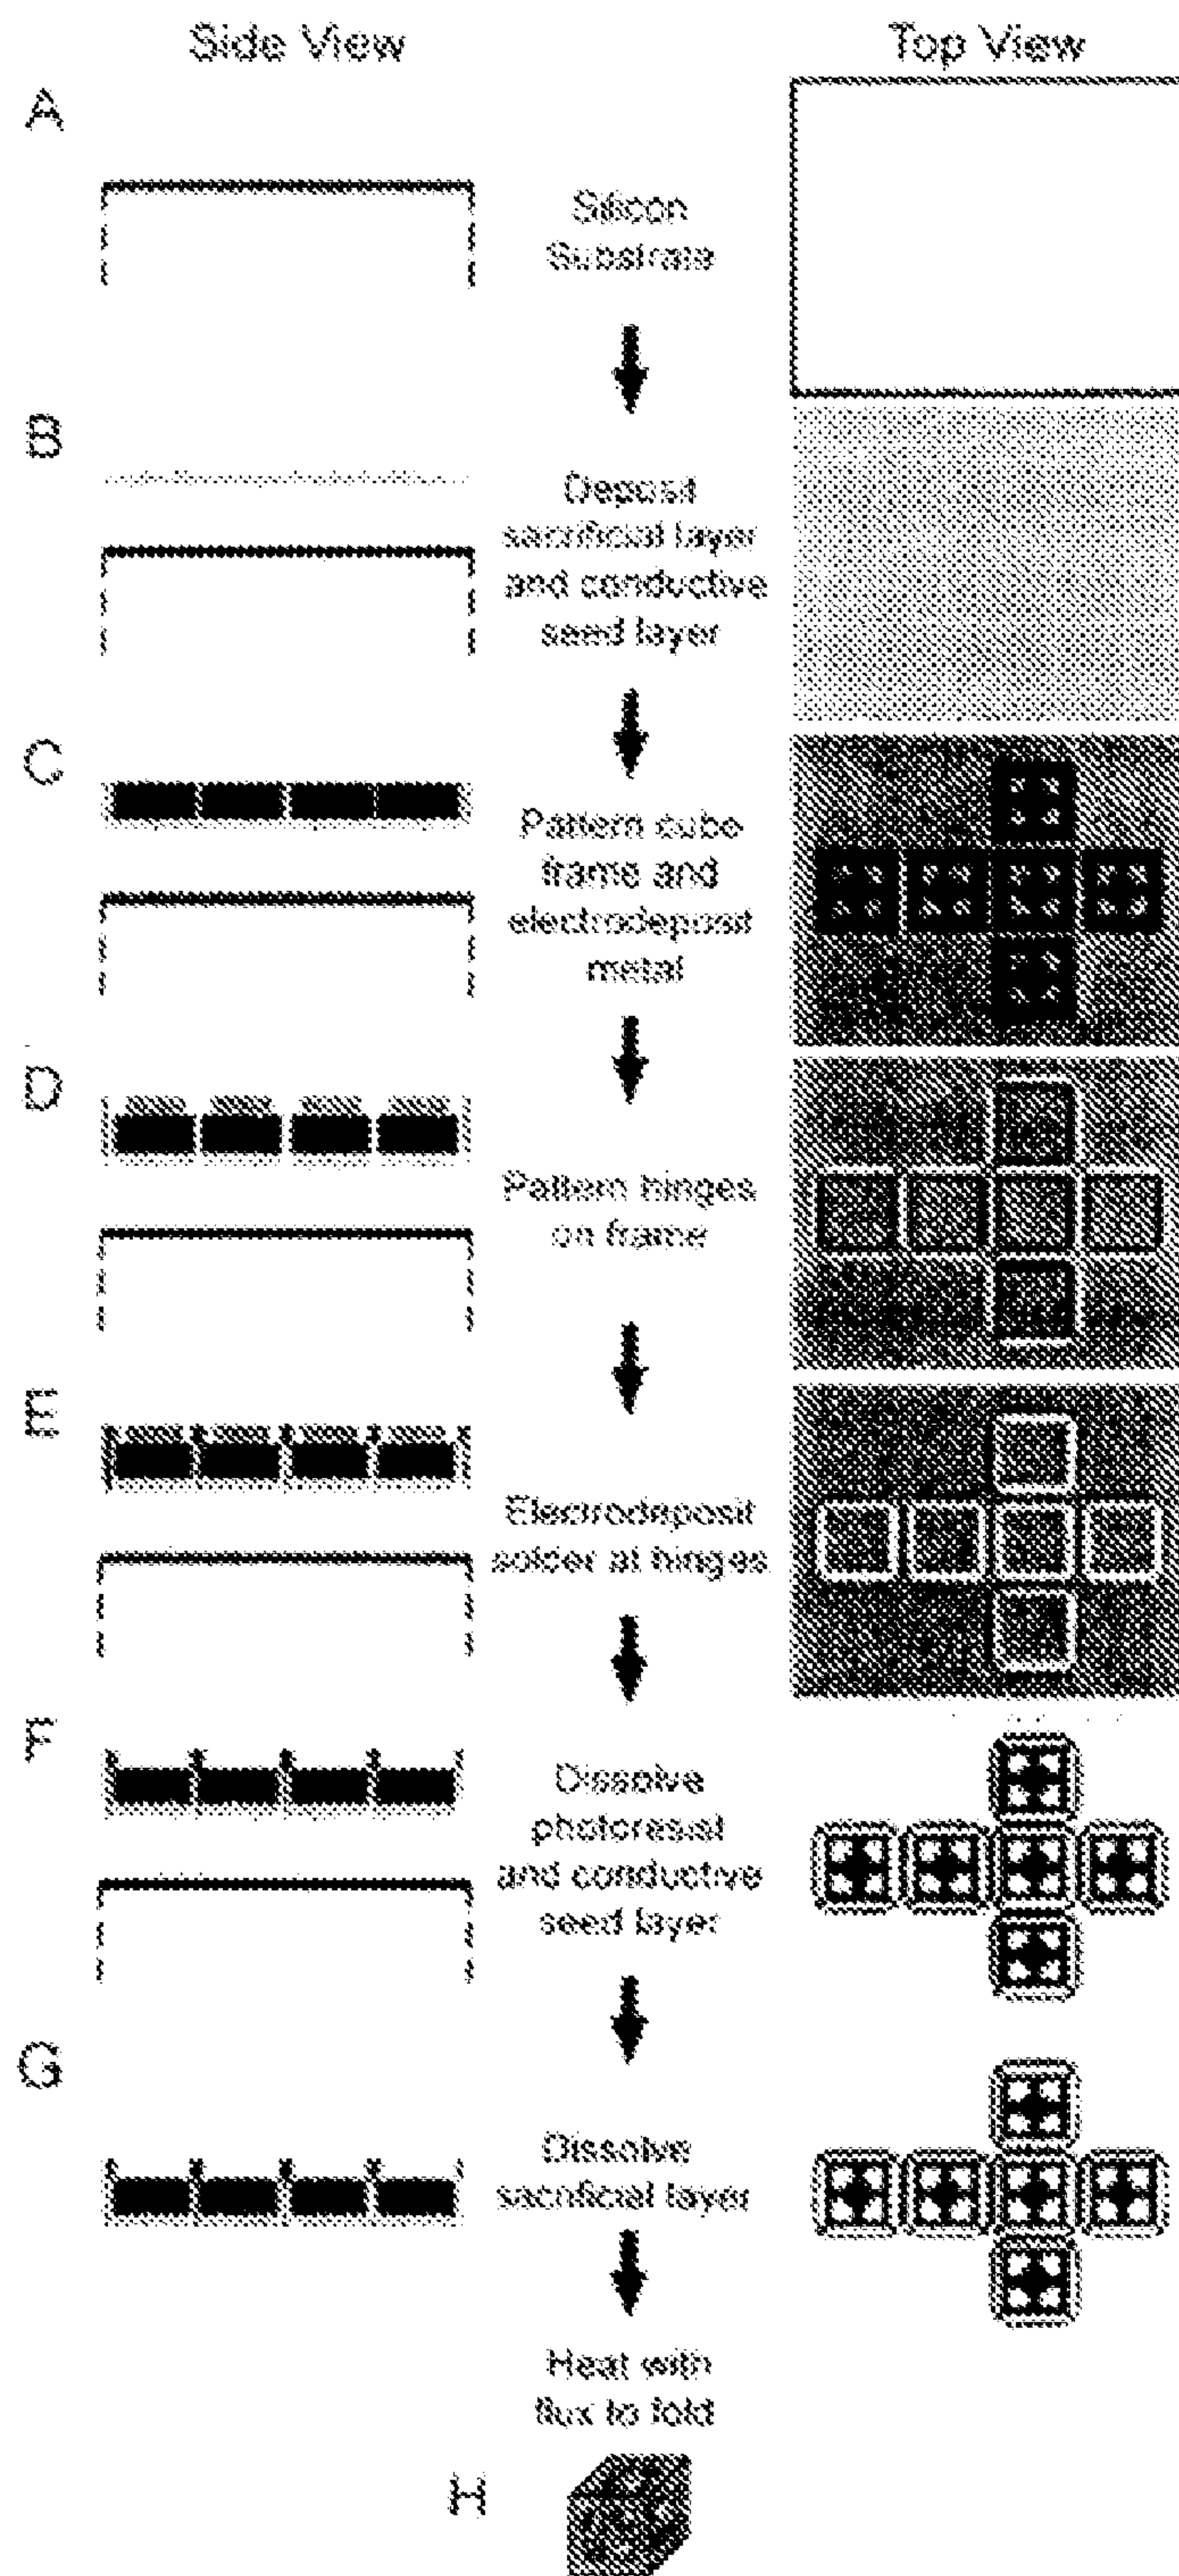 Side View
Top View
A
Silicon
Substrate
B
Deposit
sacrificial layer
and conductive
seed layer
C
Pattern cube
frame and
electrodeposit
metal
D
Pattern hinges
on frame
E
Electrodeposit
solder at hinges
F
Dissolve
photoresist
and conductive
seed layer
G
Dissolve
sacrificial layer
Heat with
flux to fold
H